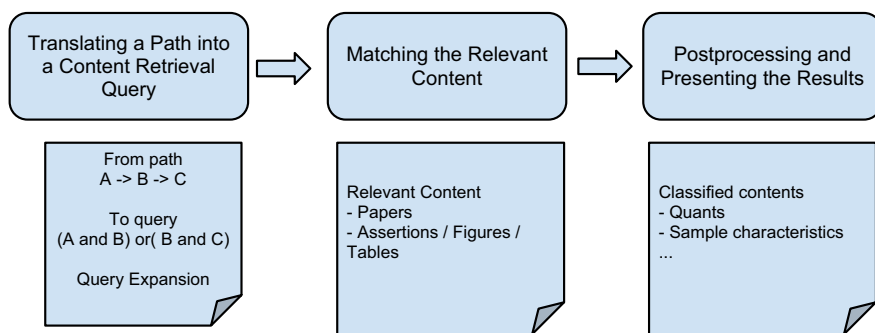 Translating a Path into
a Content Retrieval
Query
Matching the Relevant
Content
Postprocessing and
Presenting the Results
From path
A -> B -> C
To query
(A and B) or( B and C)
Query Expansion
Relevant Content
- Papers
- Assertions / Figures /
Tables
Classified contents
- Quants
- Sample characteristics
...